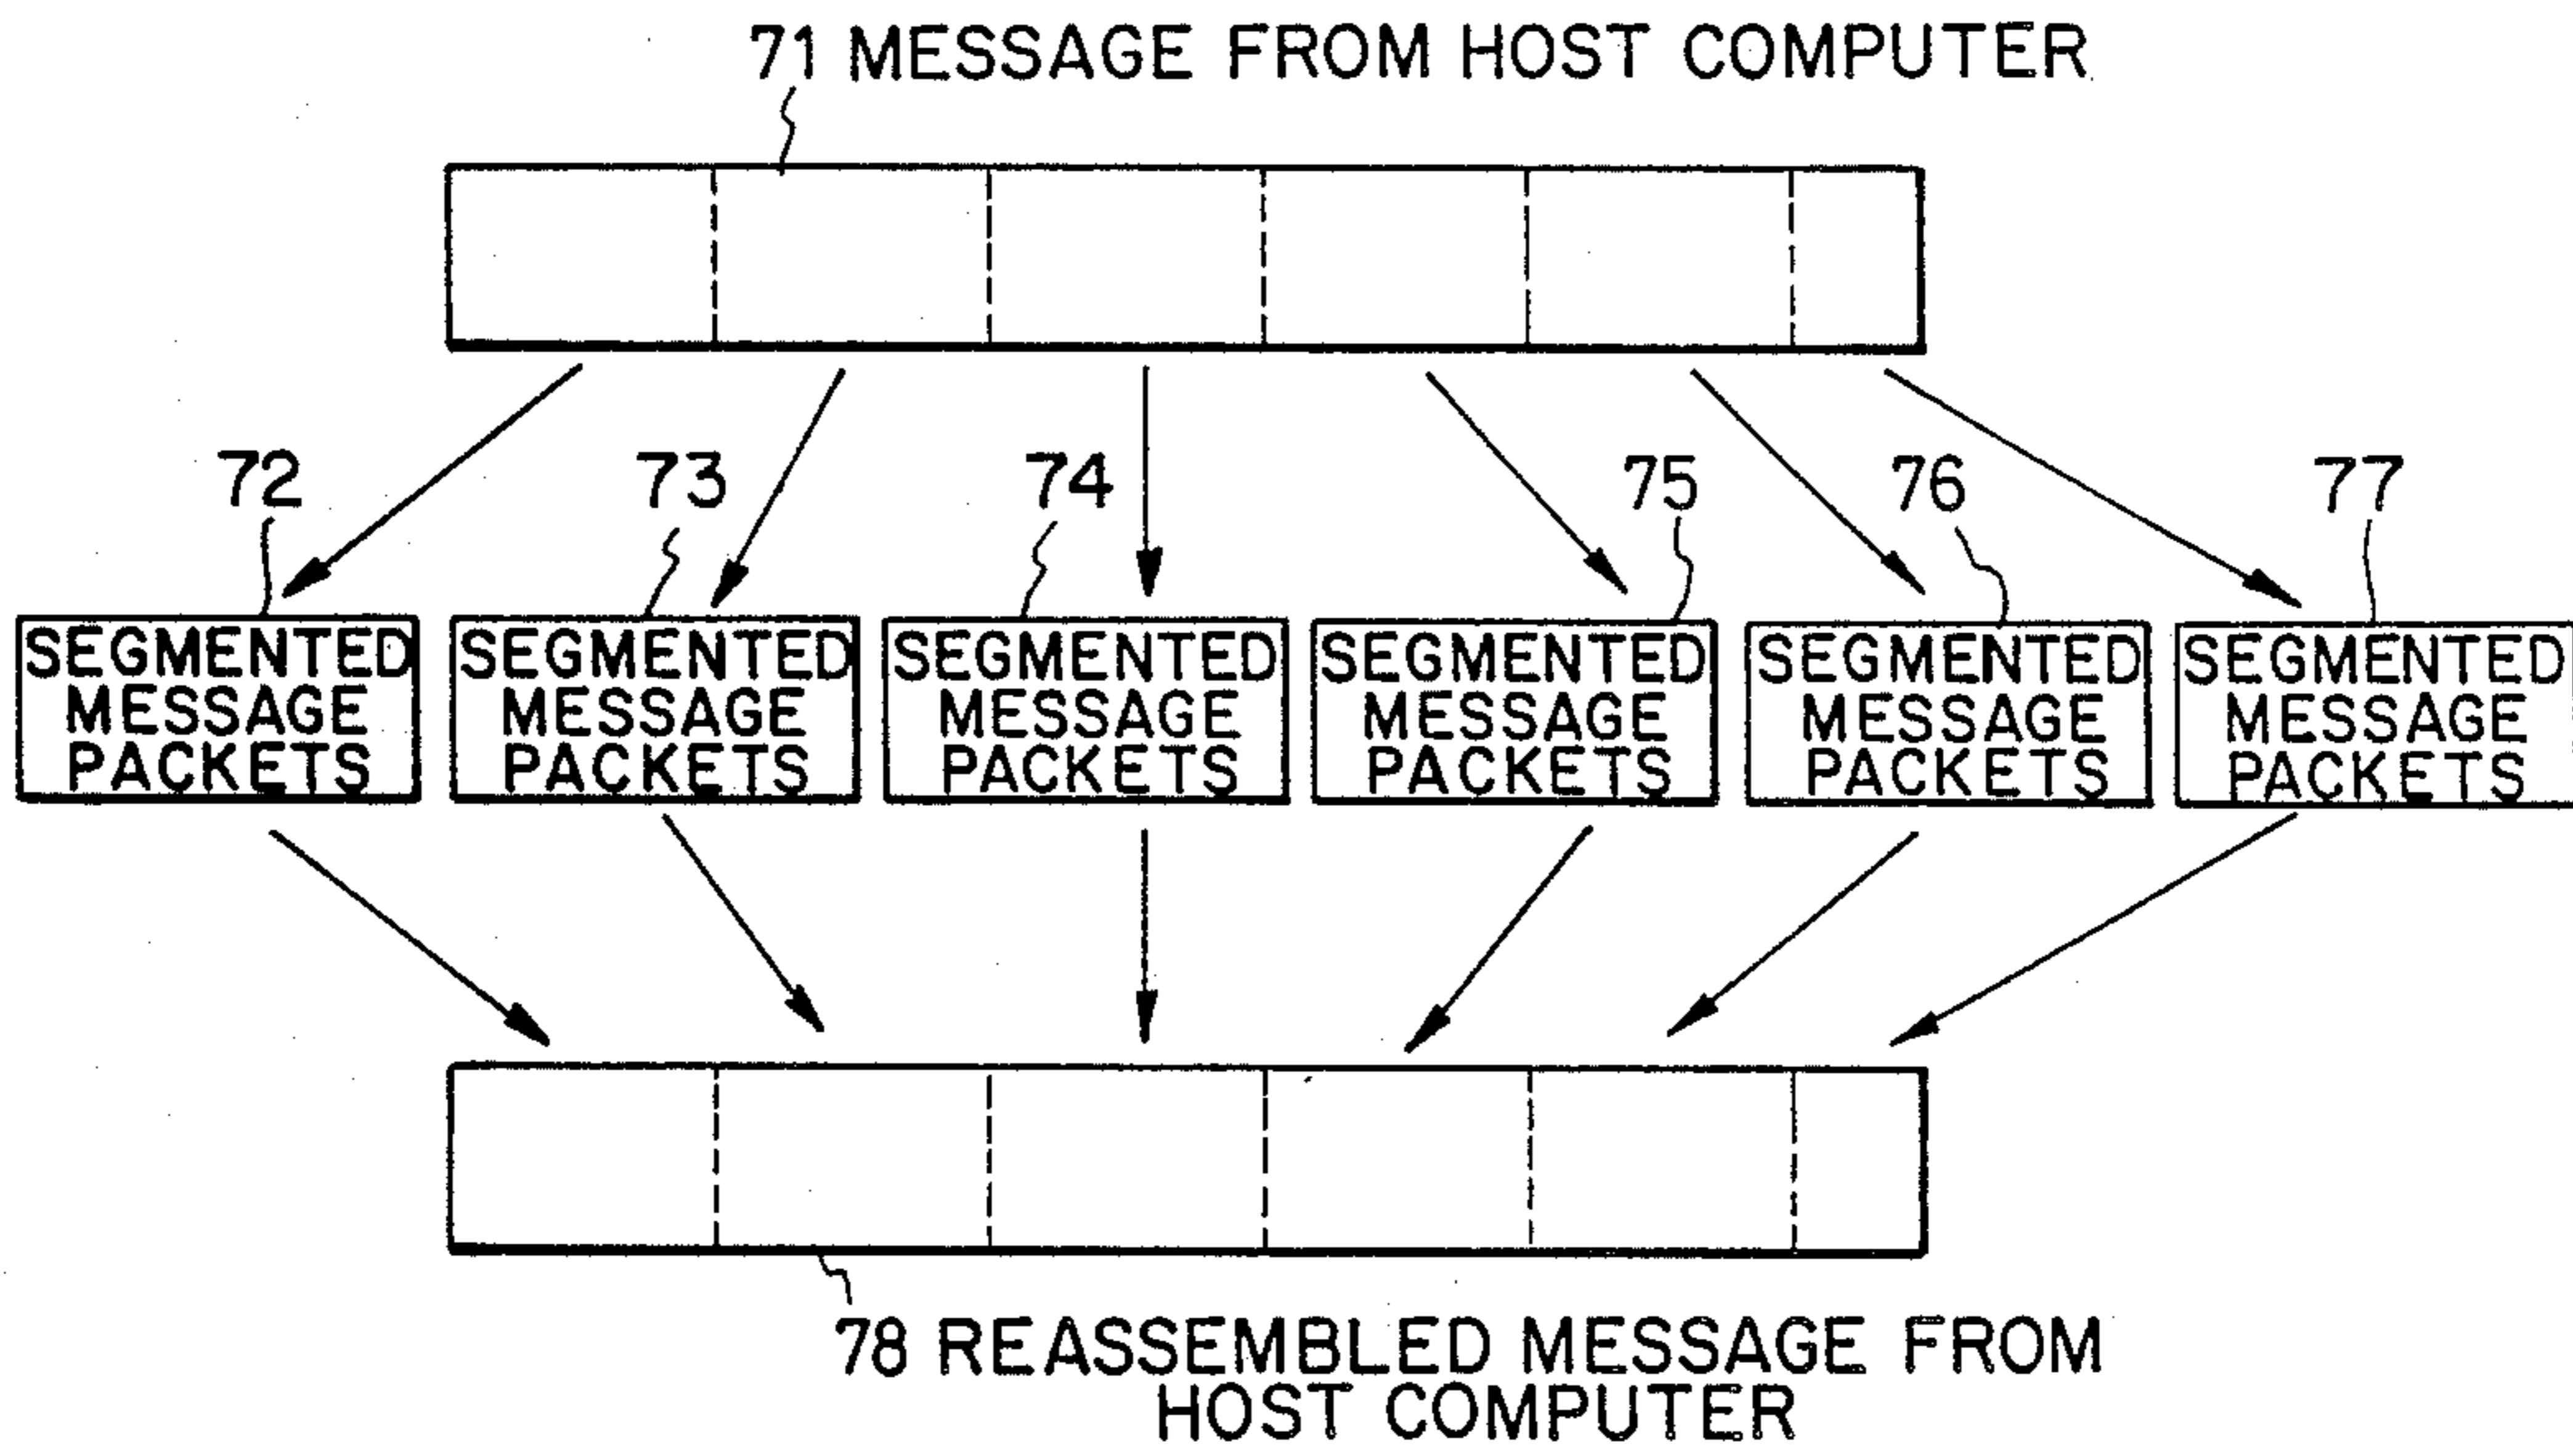 71 MESSAGE FROM HOST COMPUTER
72
73
74
75
76
77
SEGMENTED
MESSAGE
PACKETS
SEGMENTED
MESSAGE
PACKETS
SEGMENTED
MESSAGE
PACKETS
SEGMENTED
MESSAGE
PACKETS
SEGMENTED
MESSAGE
PACKETS
SEGMENTED
MESSAGE
PACKETS
78 REASSEMBLED MESSAGE FROM
HOST COMPUTER